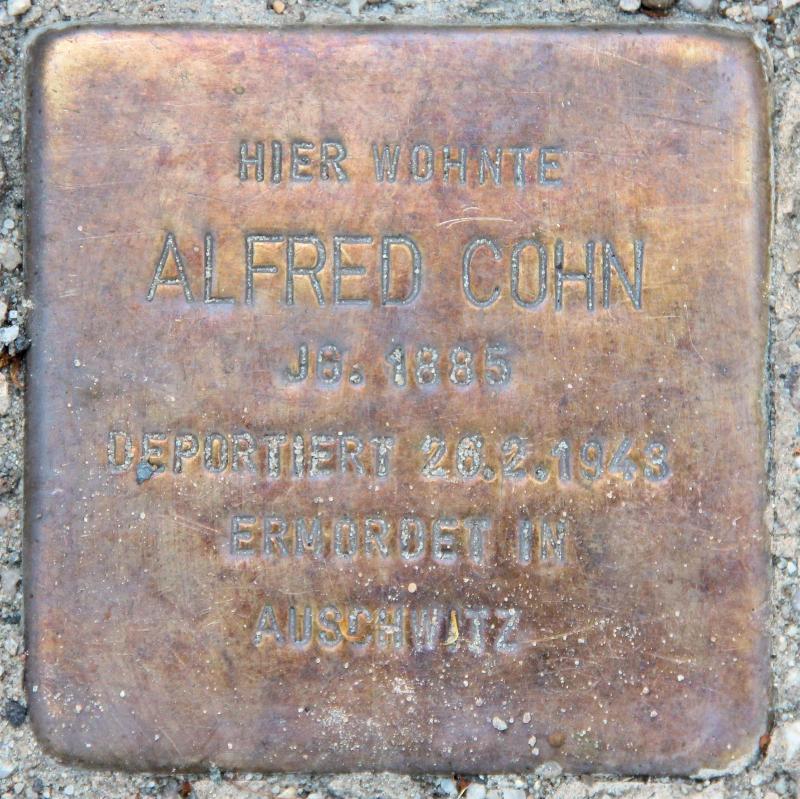 HIER WOHNTE
ALFRED COHN
JG. 1885
DEPORTIERT 26.2.1943
ERMORDET IN
AUSCHWITZ